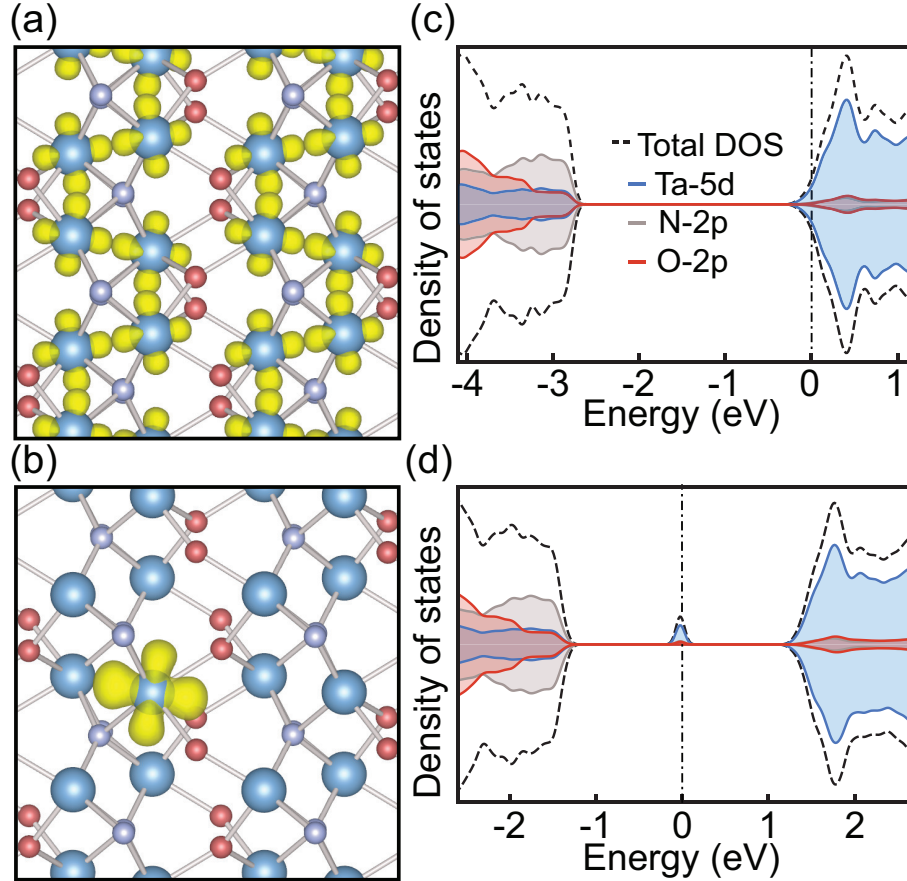 (a)
(c)
Density of states
Total DOS
Ta-5d
N-2p
O-2p
-4 -3 -2 -1 0 1
Energy (eV)
(b)
(d)
Density of states
-2 -1 0 1 2
Energy (eV)